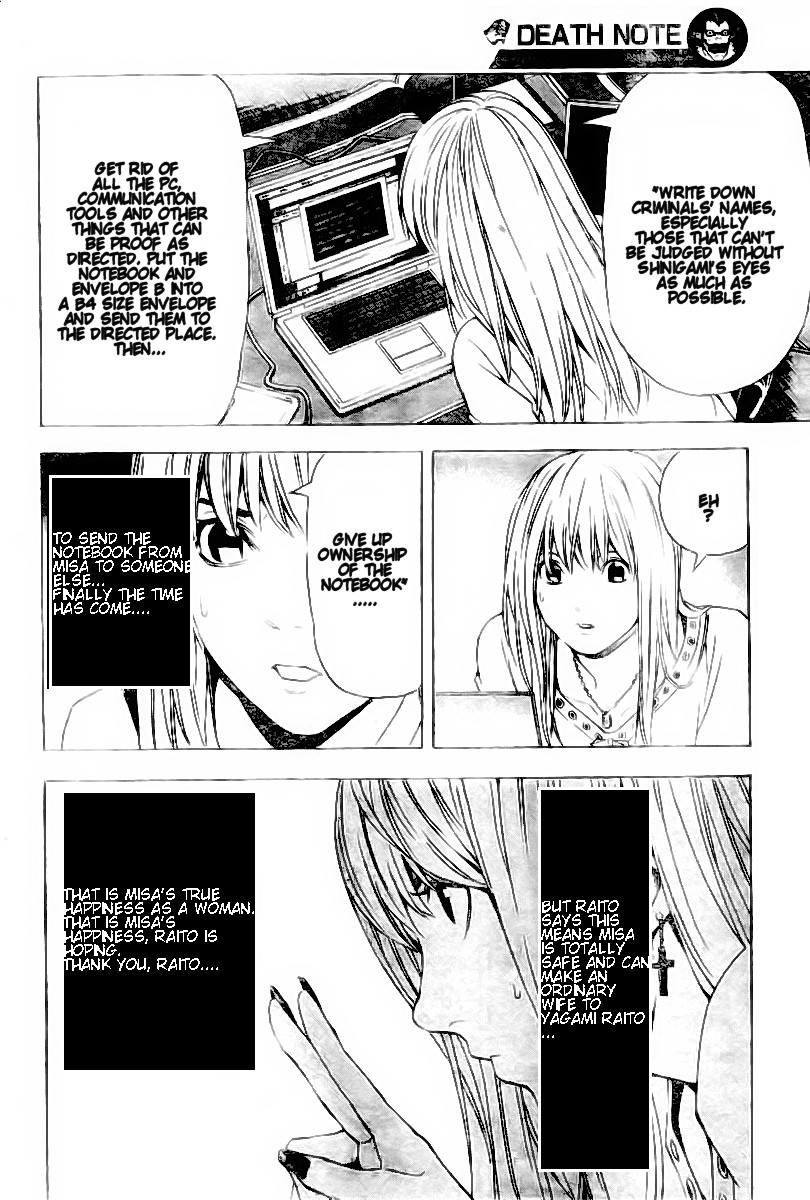 DEATH NOTE
"WRITE DOWN
CRIMINALS' NAMES,
ESPECIALLY
THOSE THAT CAN'T
BE JUDGED WITHOUT
SHINIGAMI'S EYES
AS MUCH AS
POSSIBLE.
GET RID OF
ALL THE PC,
COMMUNICATION
TOOLS AND OTHER
THINGS THAT CAN
BE PROOF AS
DIRECTED. PUT THE
NOTEBOOK AND
ENVELOPE B INTO
A B4 SIZE ENVELOPE
AND SEND THEM TO
THE DIRECTED PLACE.
THEN...
EH
?
GIVE UP
OWNERSHIP
OF THE
NOTEBOOK"
.....
TO SEND THE
NOTEBOOK FROM
MISA TO SOMEONE
ELSE...
FINALLY THE TIME
HAS COME....
BUT RAITO
SAYS THIS
MEANS MISA
IS TOTALLY
SAFE AND CAN
MAKE AN
ORDINARY
WIFE TO
YAGAMI RAITO
...
THAT IS MISA'S TRUE
HAPPINESS AS A WOMAN.
THAT IS MISA'S
HAPPINESS, RAITO IS
HOPING.
THANK YOU, RAITO....